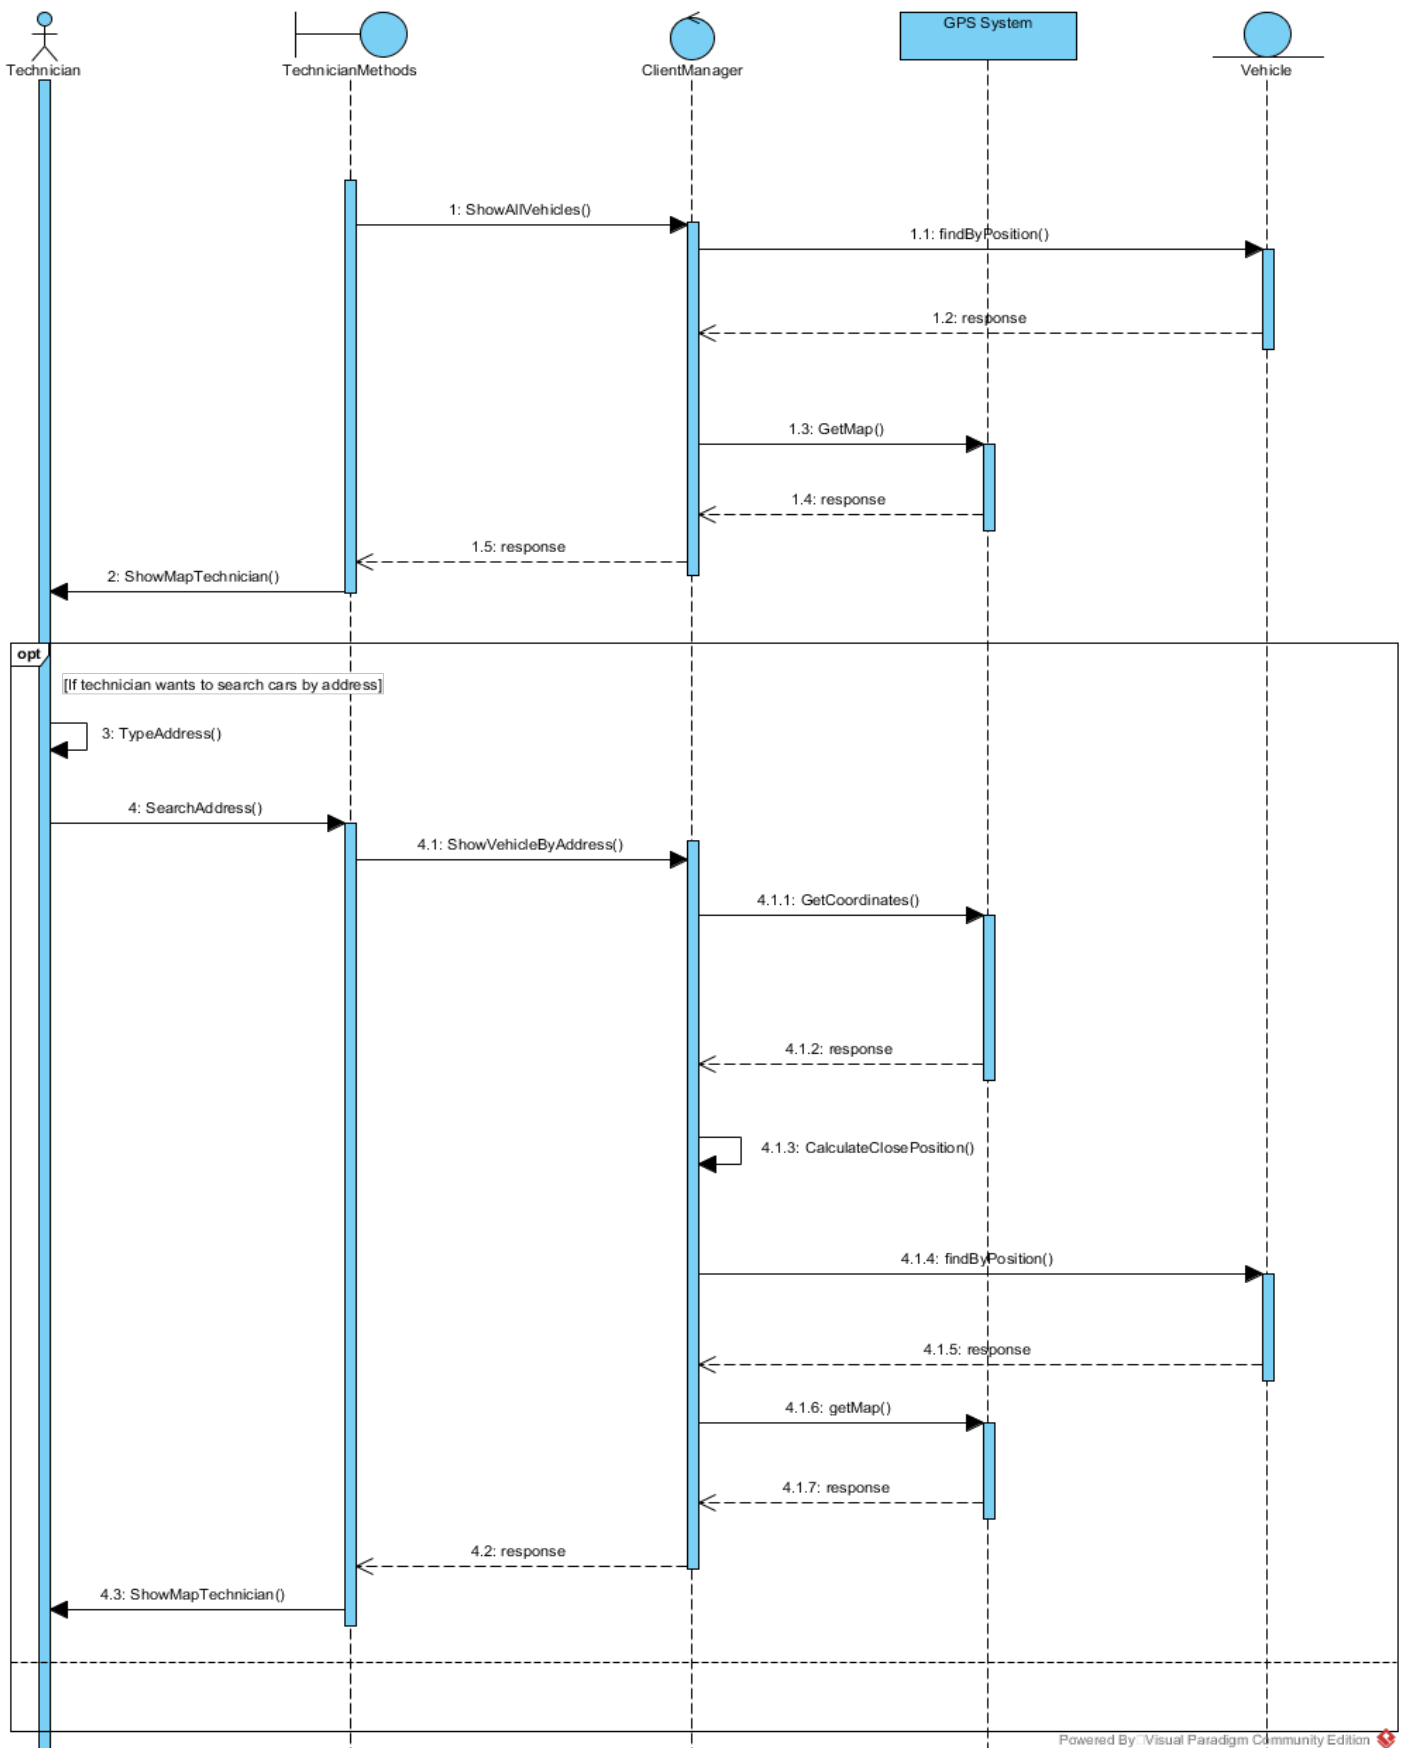 GPS System
Technician
TechnicianMethods
ClientManager
Vehicle
1: ShowAllVehicles()
1.1: findByPosition()
1.2: response
1.3: GetMap()
1.4: response
1.5: response
2: ShowMapTechnician()
opt
[If technician wants to search cars by address]
3: TypeAddress()
4: SearchAddress()
4.1: ShowVehicleByAddress()
4.1.1: GetCoordinates()
4.1.2: response
4.1.3: CalculateClosePosition()
4.1.4: findByPosition()
4.1.5: response
4.1.6: getMap()
4.1.7: response
4.2: response
4.3: ShowMapTechnician()
Powered By Visual Paradigm Community Edition